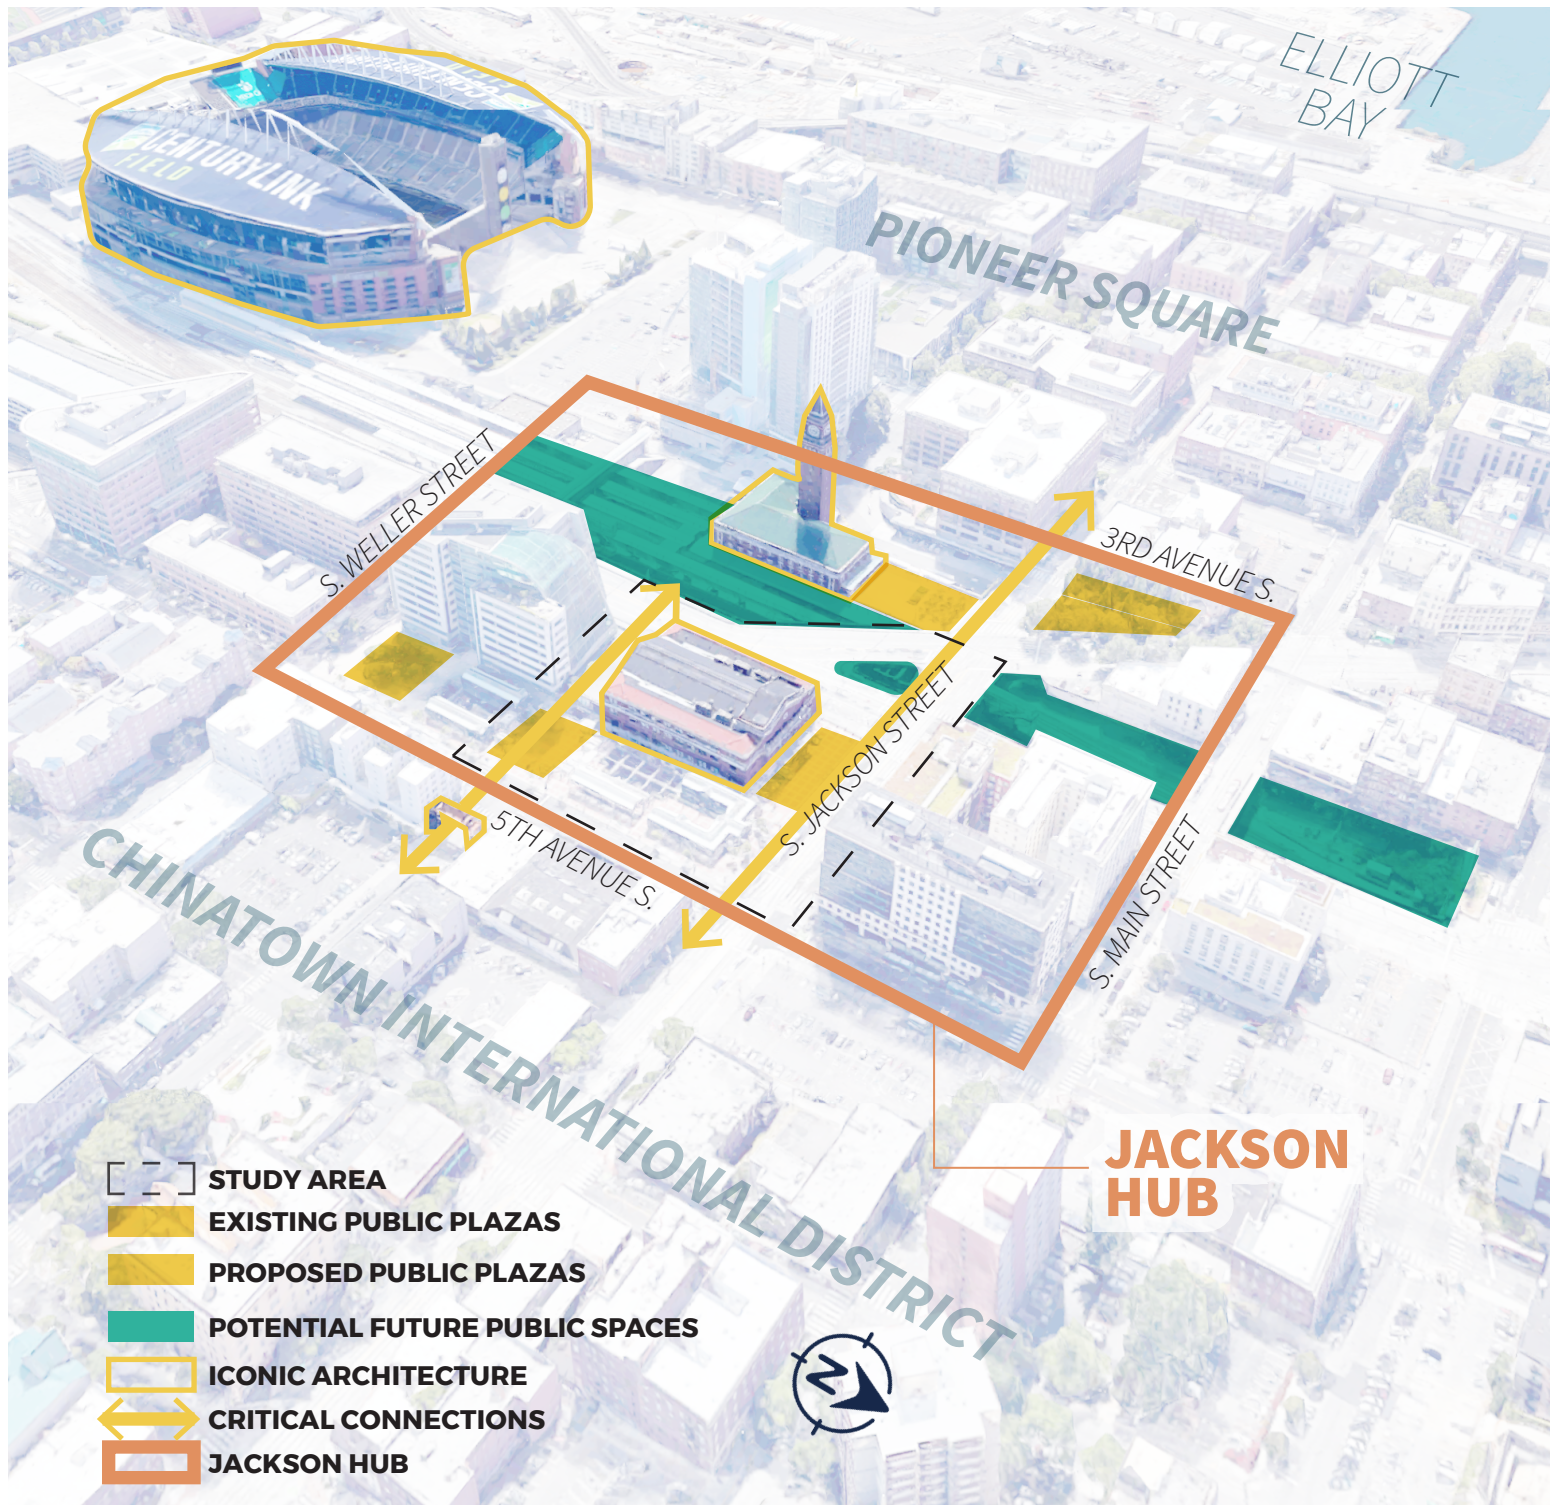 ELLIOTT
BAY
CENTURYLINK
FIELD
PIONEER SQUARE
S. WELLER STREET
3RD AVENUE S.
S. JACKSON STREET
5TH AVENUE S.
S. MAIN STREET
CHINATOWN INTERNATIONAL DISTRICT
JACKSON
HUB
STUDY AREA
EXISTING PUBLIC PLAZAS
PROPOSED PUBLIC PLAZAS
POTENTIAL FUTURE PUBLIC SPACES
ICONIC ARCHITECTURE
CRITICAL CONNECTIONS
JACKSON HUB
N